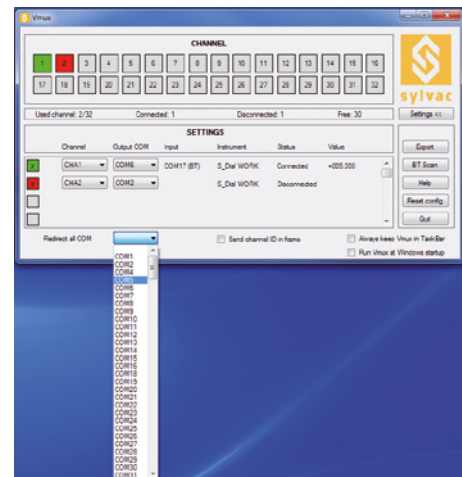 Vmux
CHANNEL
1 2 3 4 5 6 7 8 9 10 11 12 13 14 15 16
17 18 19 20 21 22 23 24 25 26 27 28 29 30 31 32
sylvac
Used channel: 2/32 Connected: 1 Disconnected: 1 Free: 30 Settings <<
SETTINGS
Channel Output COM Input Instrument Status Value
CHA1 COM6 COM17 (BT) S_Dial WORK Connected +005.300
CHA2 COM2 S_Dial WORK Disconnected
Export
BT Scan
Help
Reset config.
Quit
Redirect all COM Send channel ID in frame Always keep Vmux in TaskBar
Run Vmux at Windows startup
COM1
COM2
COM4
COM5
COM6
COM7
COM8
COM9
COM10
COM11
COM12
COM13
COM14
COM15
COM16
COM18
COM19
COM20
COM21
COM22
COM23
COM24
COM25
COM26
COM27
COM28
COM29
COM30
COM31